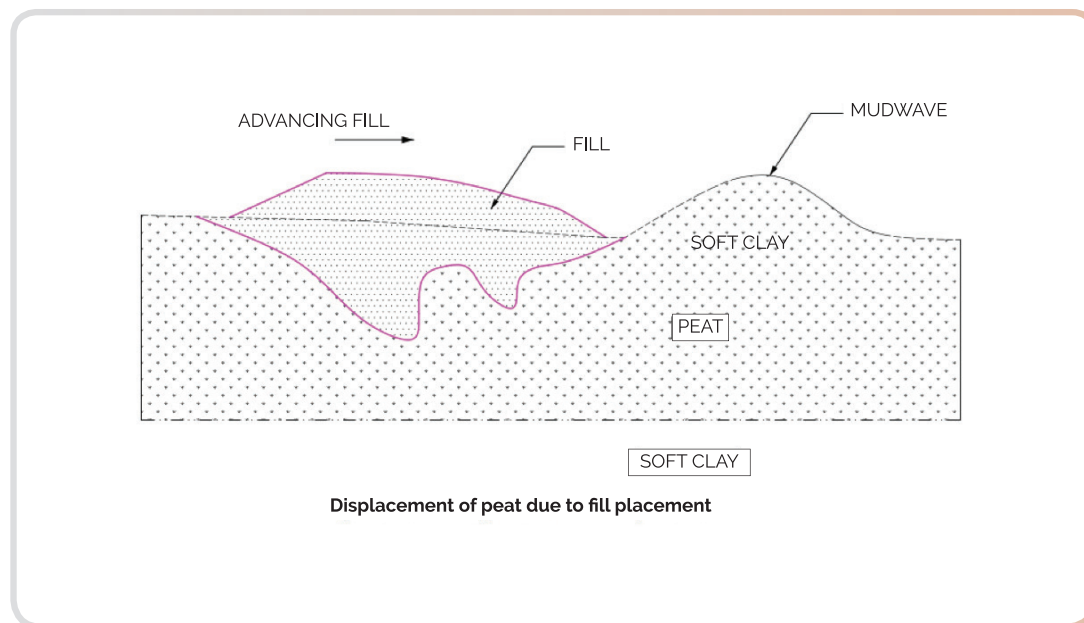 ADVANCING FILL
FILL
MUDWAVE
SOFT CLAY
PEAT
SOFT CLAY
Displacement of peat due to fill placement